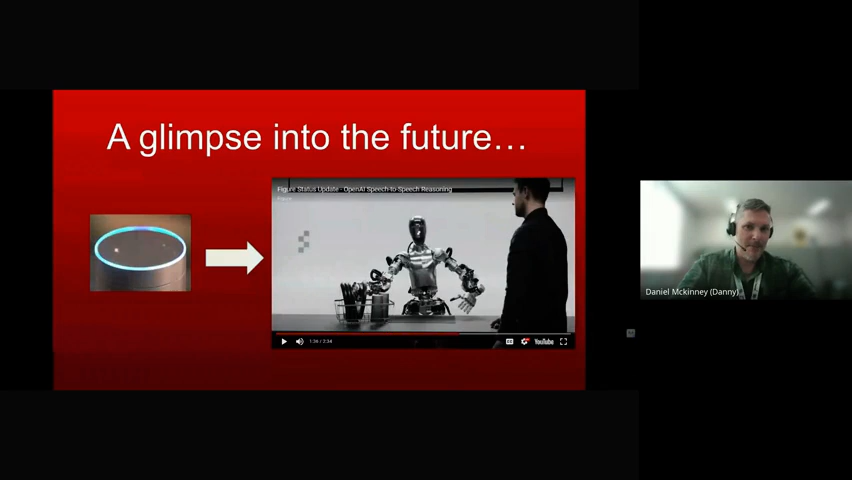 A glimpse into the future…
Figure Status Update - OpenAI Speech-to-Speech Reasoning
1:36 / 2:34
CC
YouTube
Daniel Mckinney (Danny)